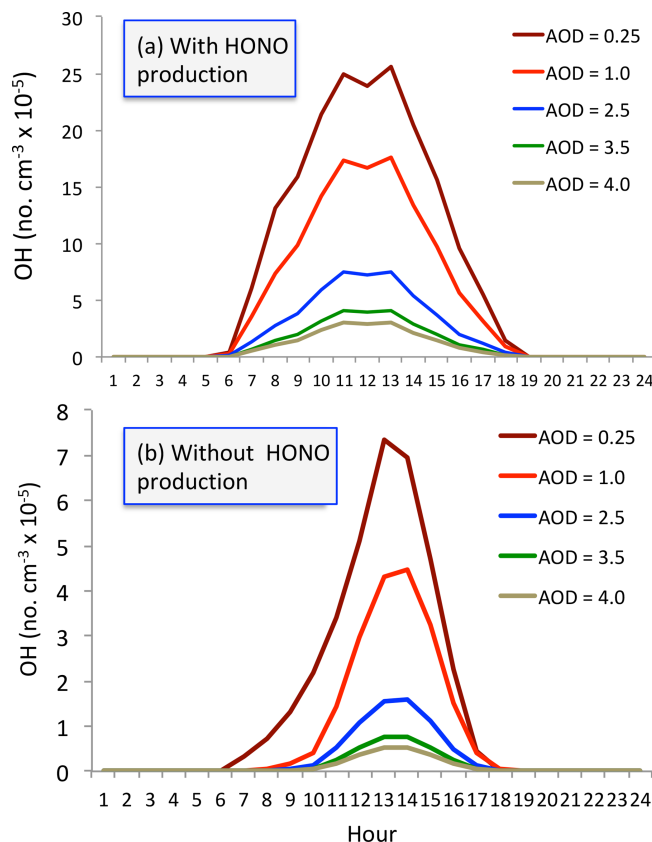 30
25
20
15
10
5
0
OH (no. cm-3 x 10-5)
(a) With HONO
production
AOD = 0.25
AOD = 1.0
AOD = 2.5
AOD = 3.5
AOD = 4.0
1 2 3 4 5 6 7 8 9 10 11 12 13 14 15 16 17 18 19 20 21 22 23 24
8
7
6
5
4
3
2
1
0
OH (no. cm-3 x 10-5)
(b) Without HONO
production
AOD = 0.25
AOD = 1.0
AOD = 2.5
AOD = 3.5
AOD = 4.0
1 2 3 4 5 6 7 8 9 10 11 12 13 14 15 16 17 18 19 20 21 22 23 24
Hour